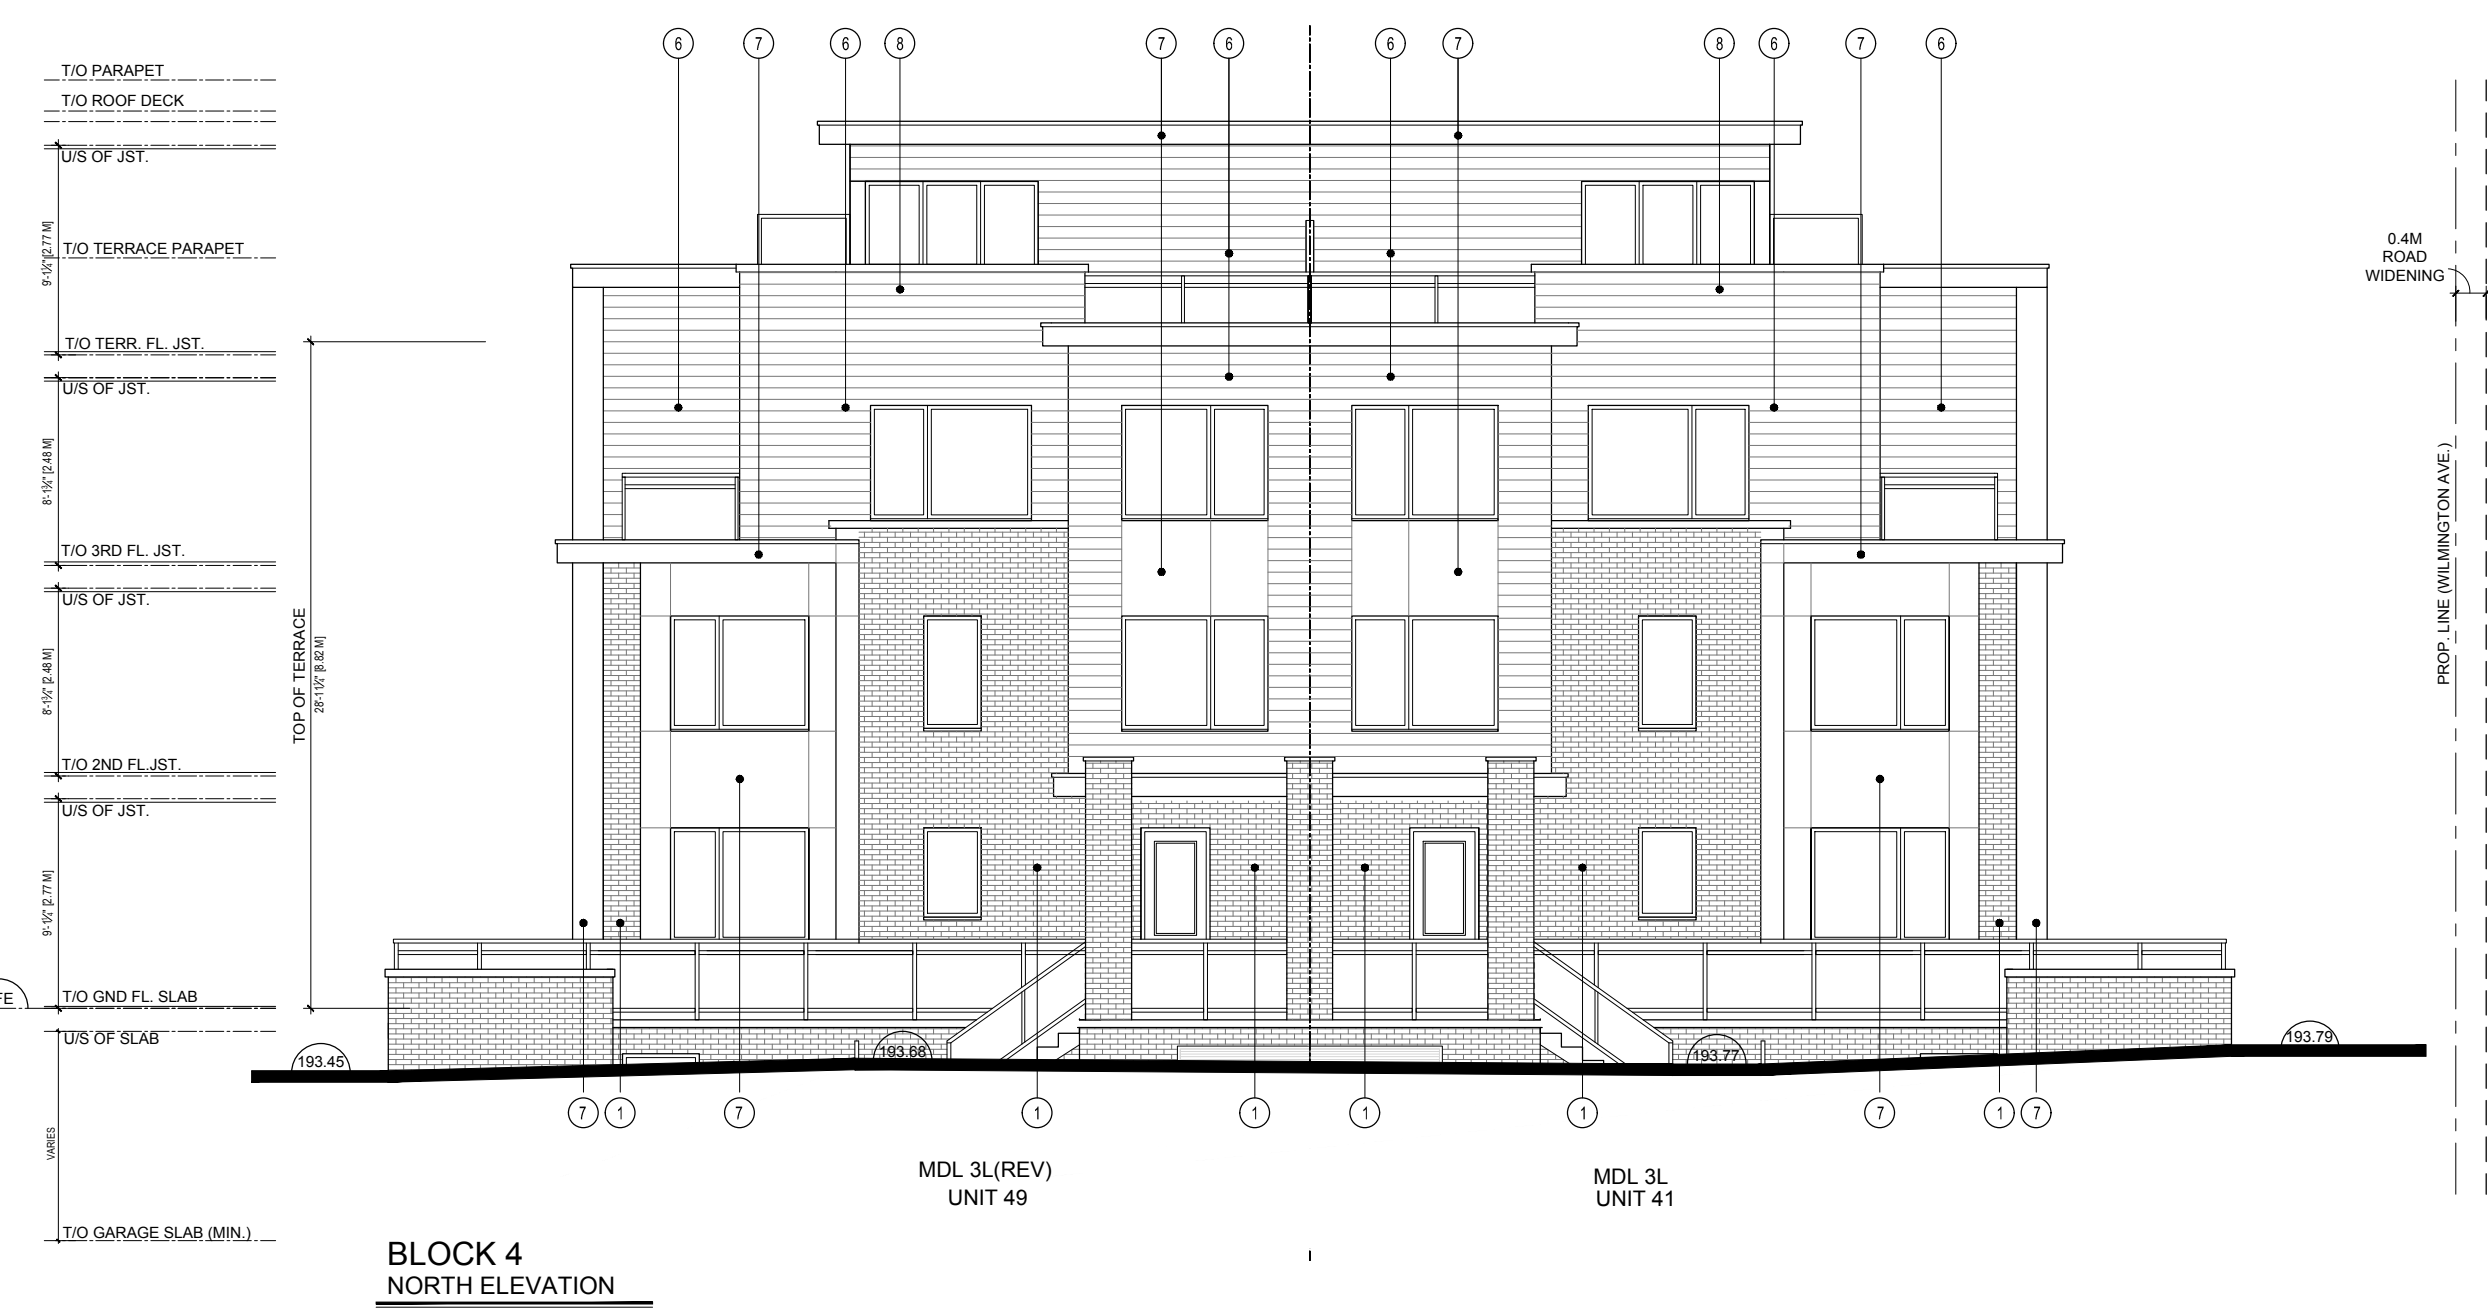 6 7 6 8 7 6 6 7 8 6 7 6
T/O PARAPET
T/O ROOF DECK
U/S OF JST.
9'-1¼" [2.77 M]
T/O TERRACE PARAPET
0.4M
ROAD
WIDENING
T/O TERR. FL. JST.
U/S OF JST.
8'-1¾" [2.48 M]
PROP. LINE (WILMINGTON AVE.)
T/O 3RD FL. JST.
U/S OF JST.
TOP OF TERRACE
28'-11¼" [8.82 M]
8'-1¾" [2.48 M]
T/O 2ND FL.JST.
U/S OF JST.
9'-1¼" [2.77 M]
FE
T/O GND FL. SLAB
U/S OF SLAB
193.45
193.68
193.77
193.79
7 1 7 1 1 1 1 7 1 7
VARIES
MDL 3L(REV)
UNIT 49
MDL 3L
UNIT 41
T/O GARAGE SLAB (MIN.)
BLOCK 4
NORTH ELEVATION